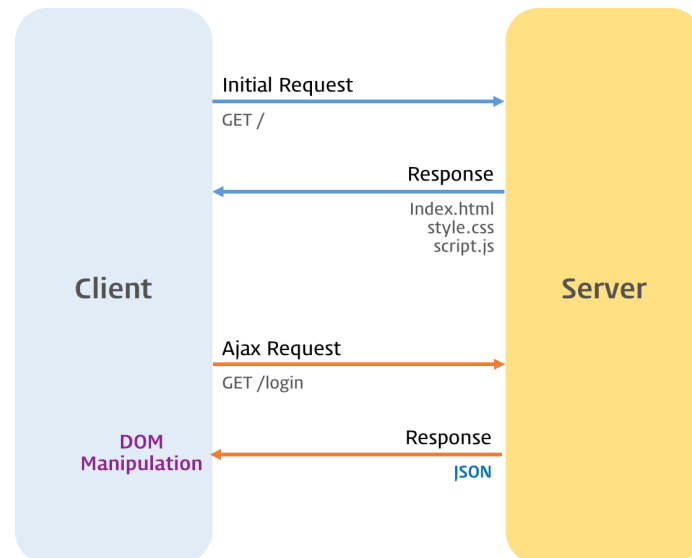 Initial Request
GET /
Response
Index.html
style.css
script.js
Client
Server
Ajax Request
GET /login
Response
JSON
DOM
Manipulation